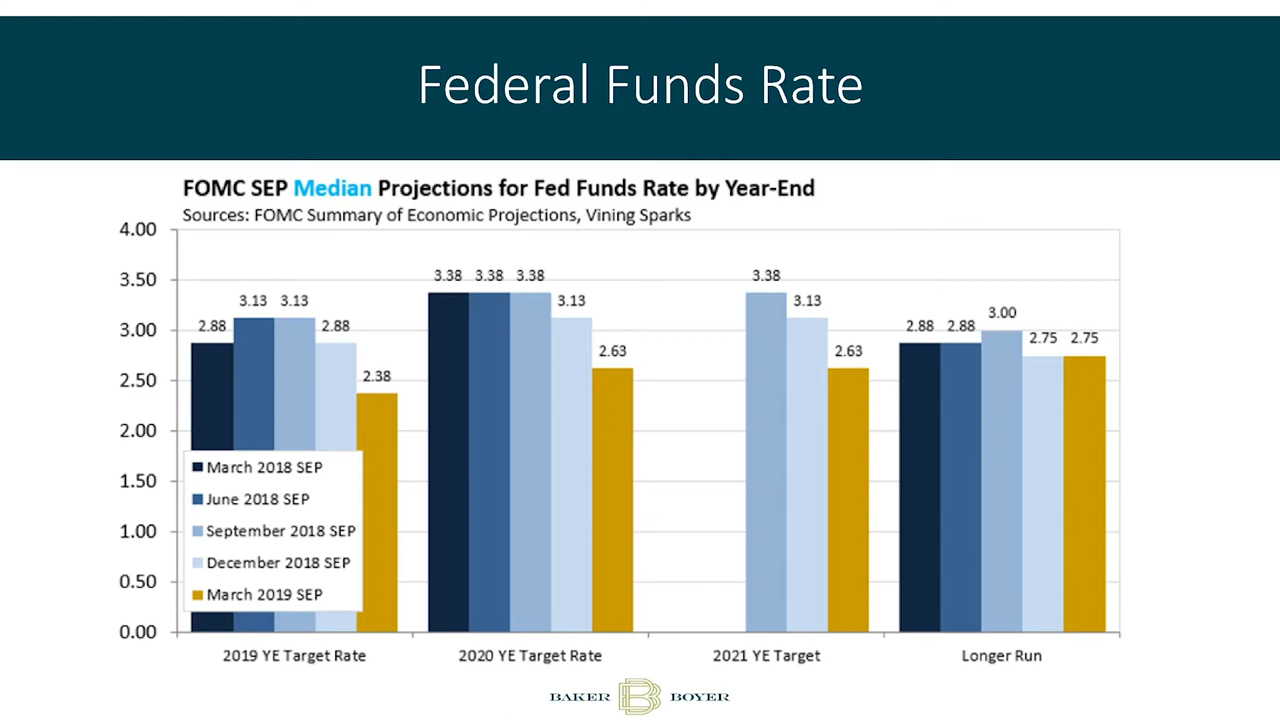 Federal Funds Rate
FOMC SEP Median Projections for Fed Funds Rate by Year-End
Sources: FOMC Summary of Economic Projections, Vining Sparks
4.00
3.50
3.00
2.50
2.00
1.50
1.00
0.50
0.00
2.88
3.13
3.13
2.88
2.38
3.38
3.38
3.38
3.13
2.63
3.38
3.13
2.63
2.88
2.88
3.00
2.75
2.75
March 2018 SEP
June 2018 SEP
September 2018 SEP
December 2018 SEP
March 2019 SEP
2019 YE Target Rate
2020 YE Target Rate
2021 YE Target
Longer Run
BAKER B BOYER